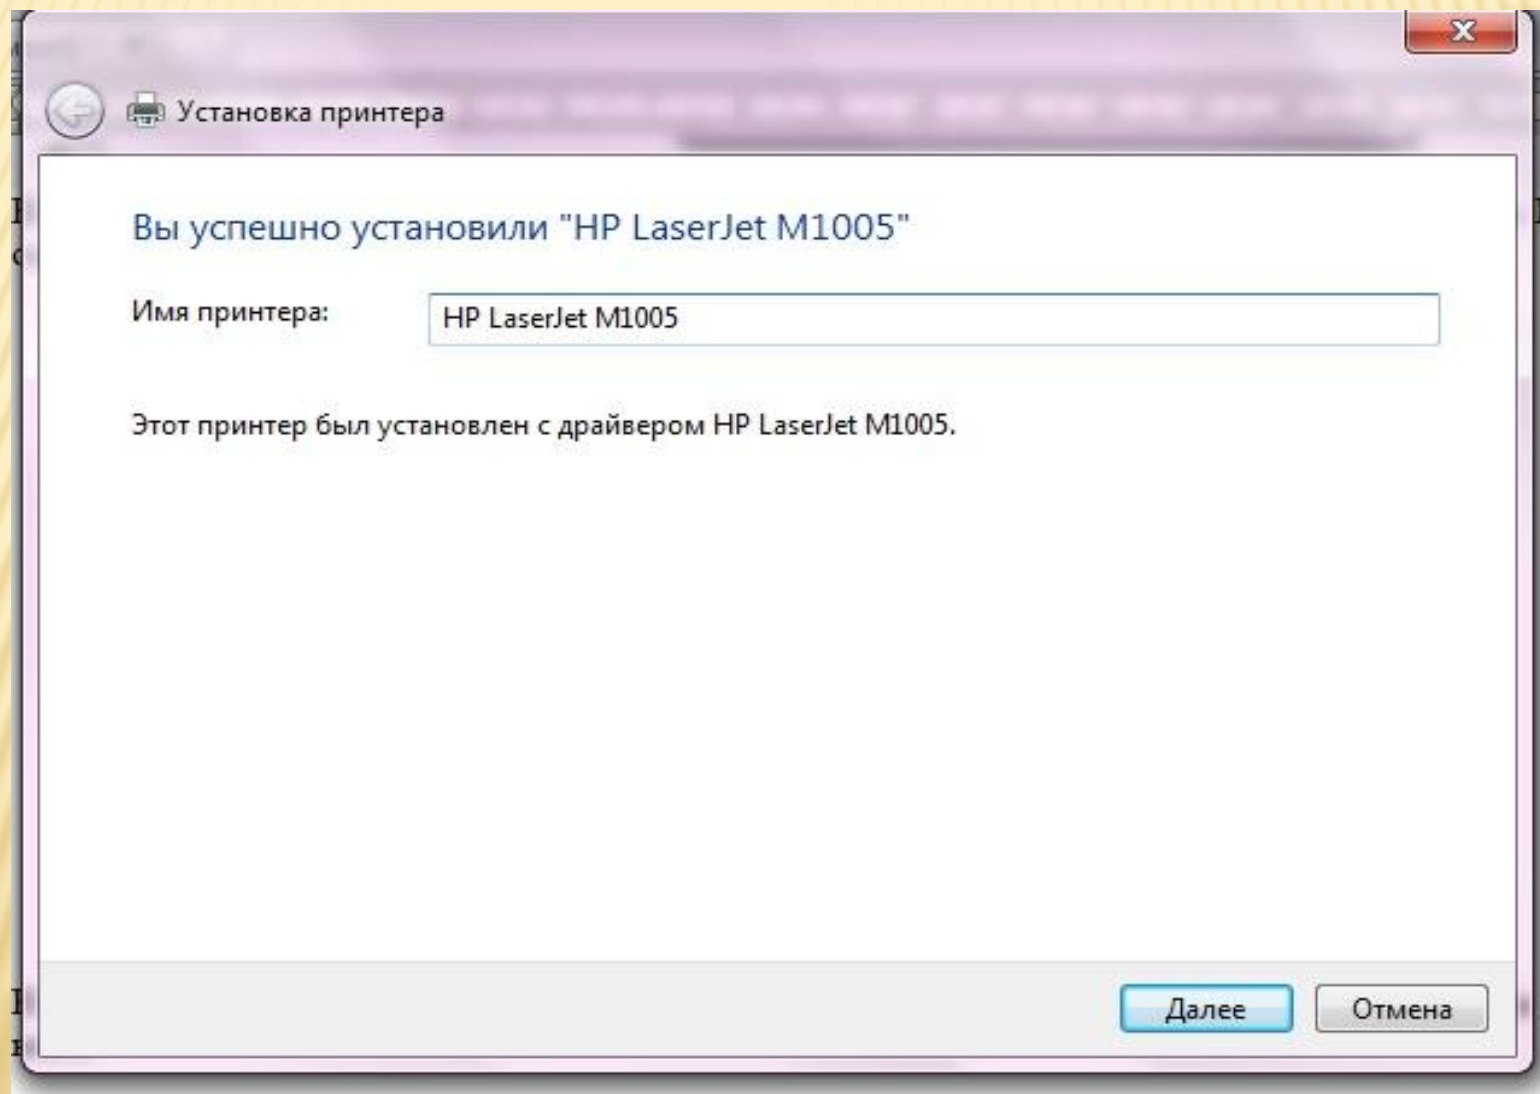 Установка принтера
Вы успешно установили "HP LaserJet M1005"
Имя принтера:
HP LaserJet M1005
Этот принтер был установлен с драйвером HP LaserJet M1005.
Далее
Отмена